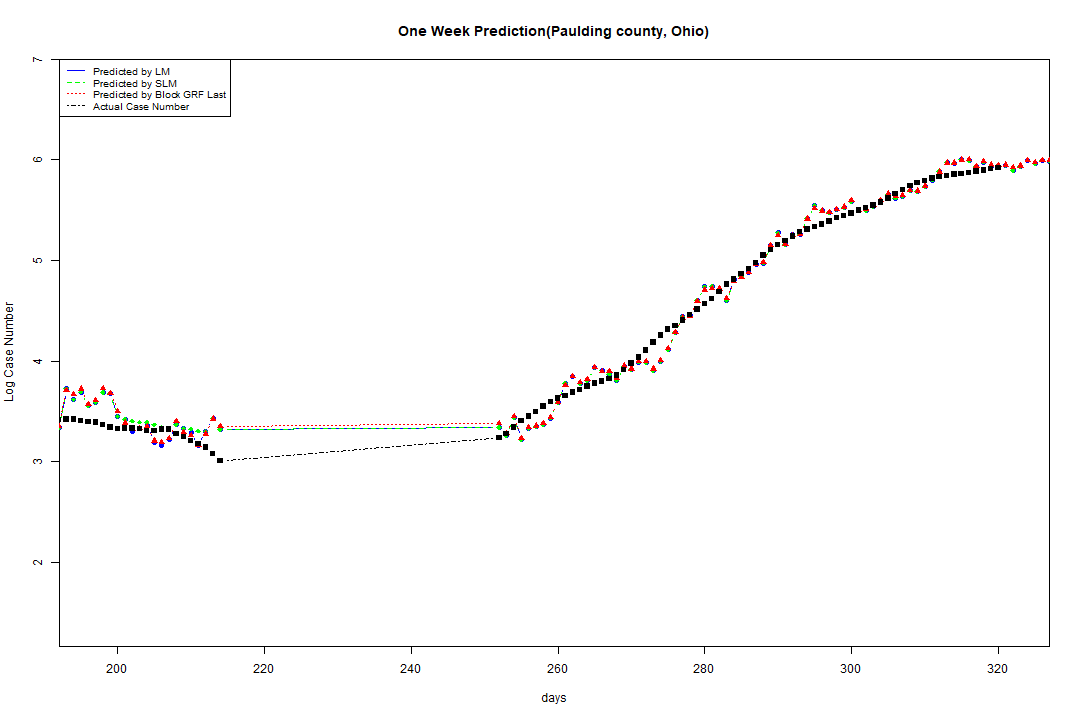 One Week Prediction(Paulding county, Ohio)
Predicted by LM
Predicted by SLM
Predicted by Block GRF Last
Actual Case Number
7
6
5
4
3
2
Log Case Number
200 220 240 260 280 300 320
days